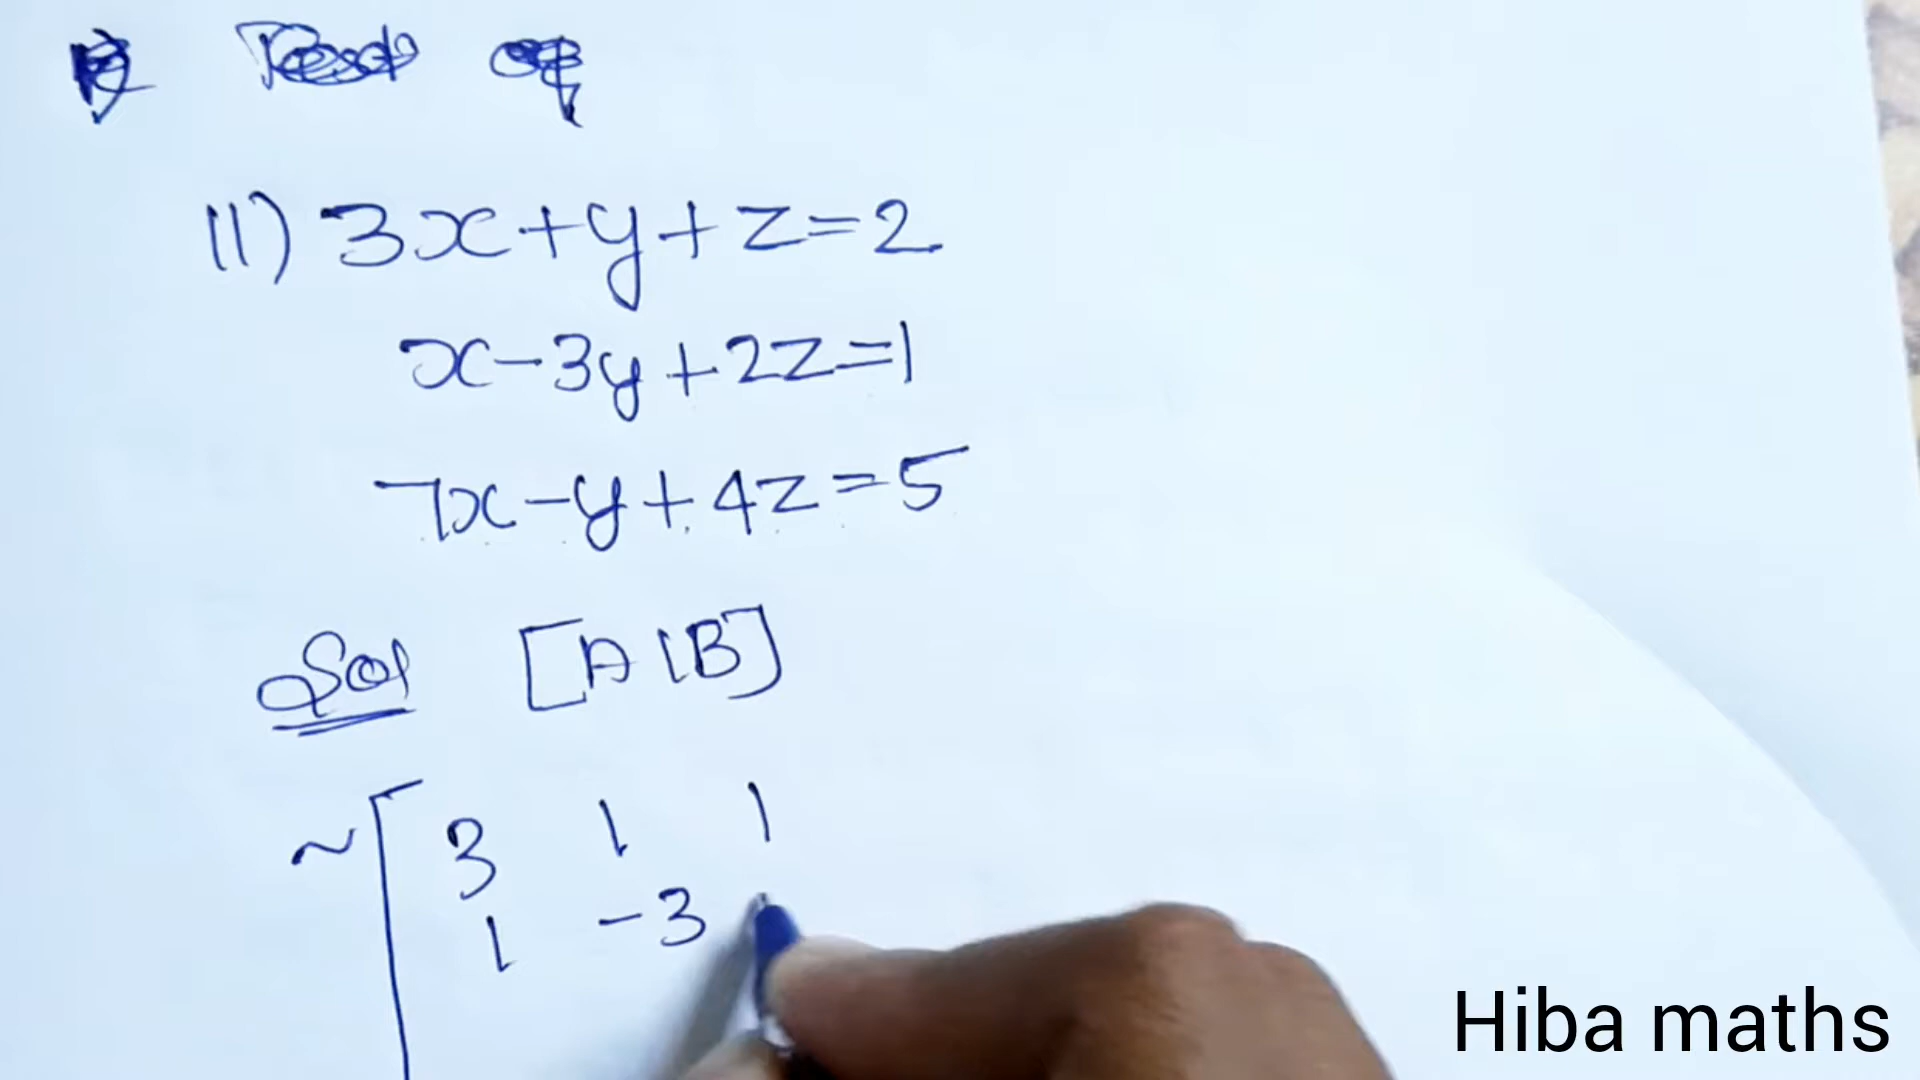 11) 3x+y+z=2
x-3y+2z=1
7x-y+4z=5
Sol [A|B]
~[ 3 1 1
1 -3
Hiba maths